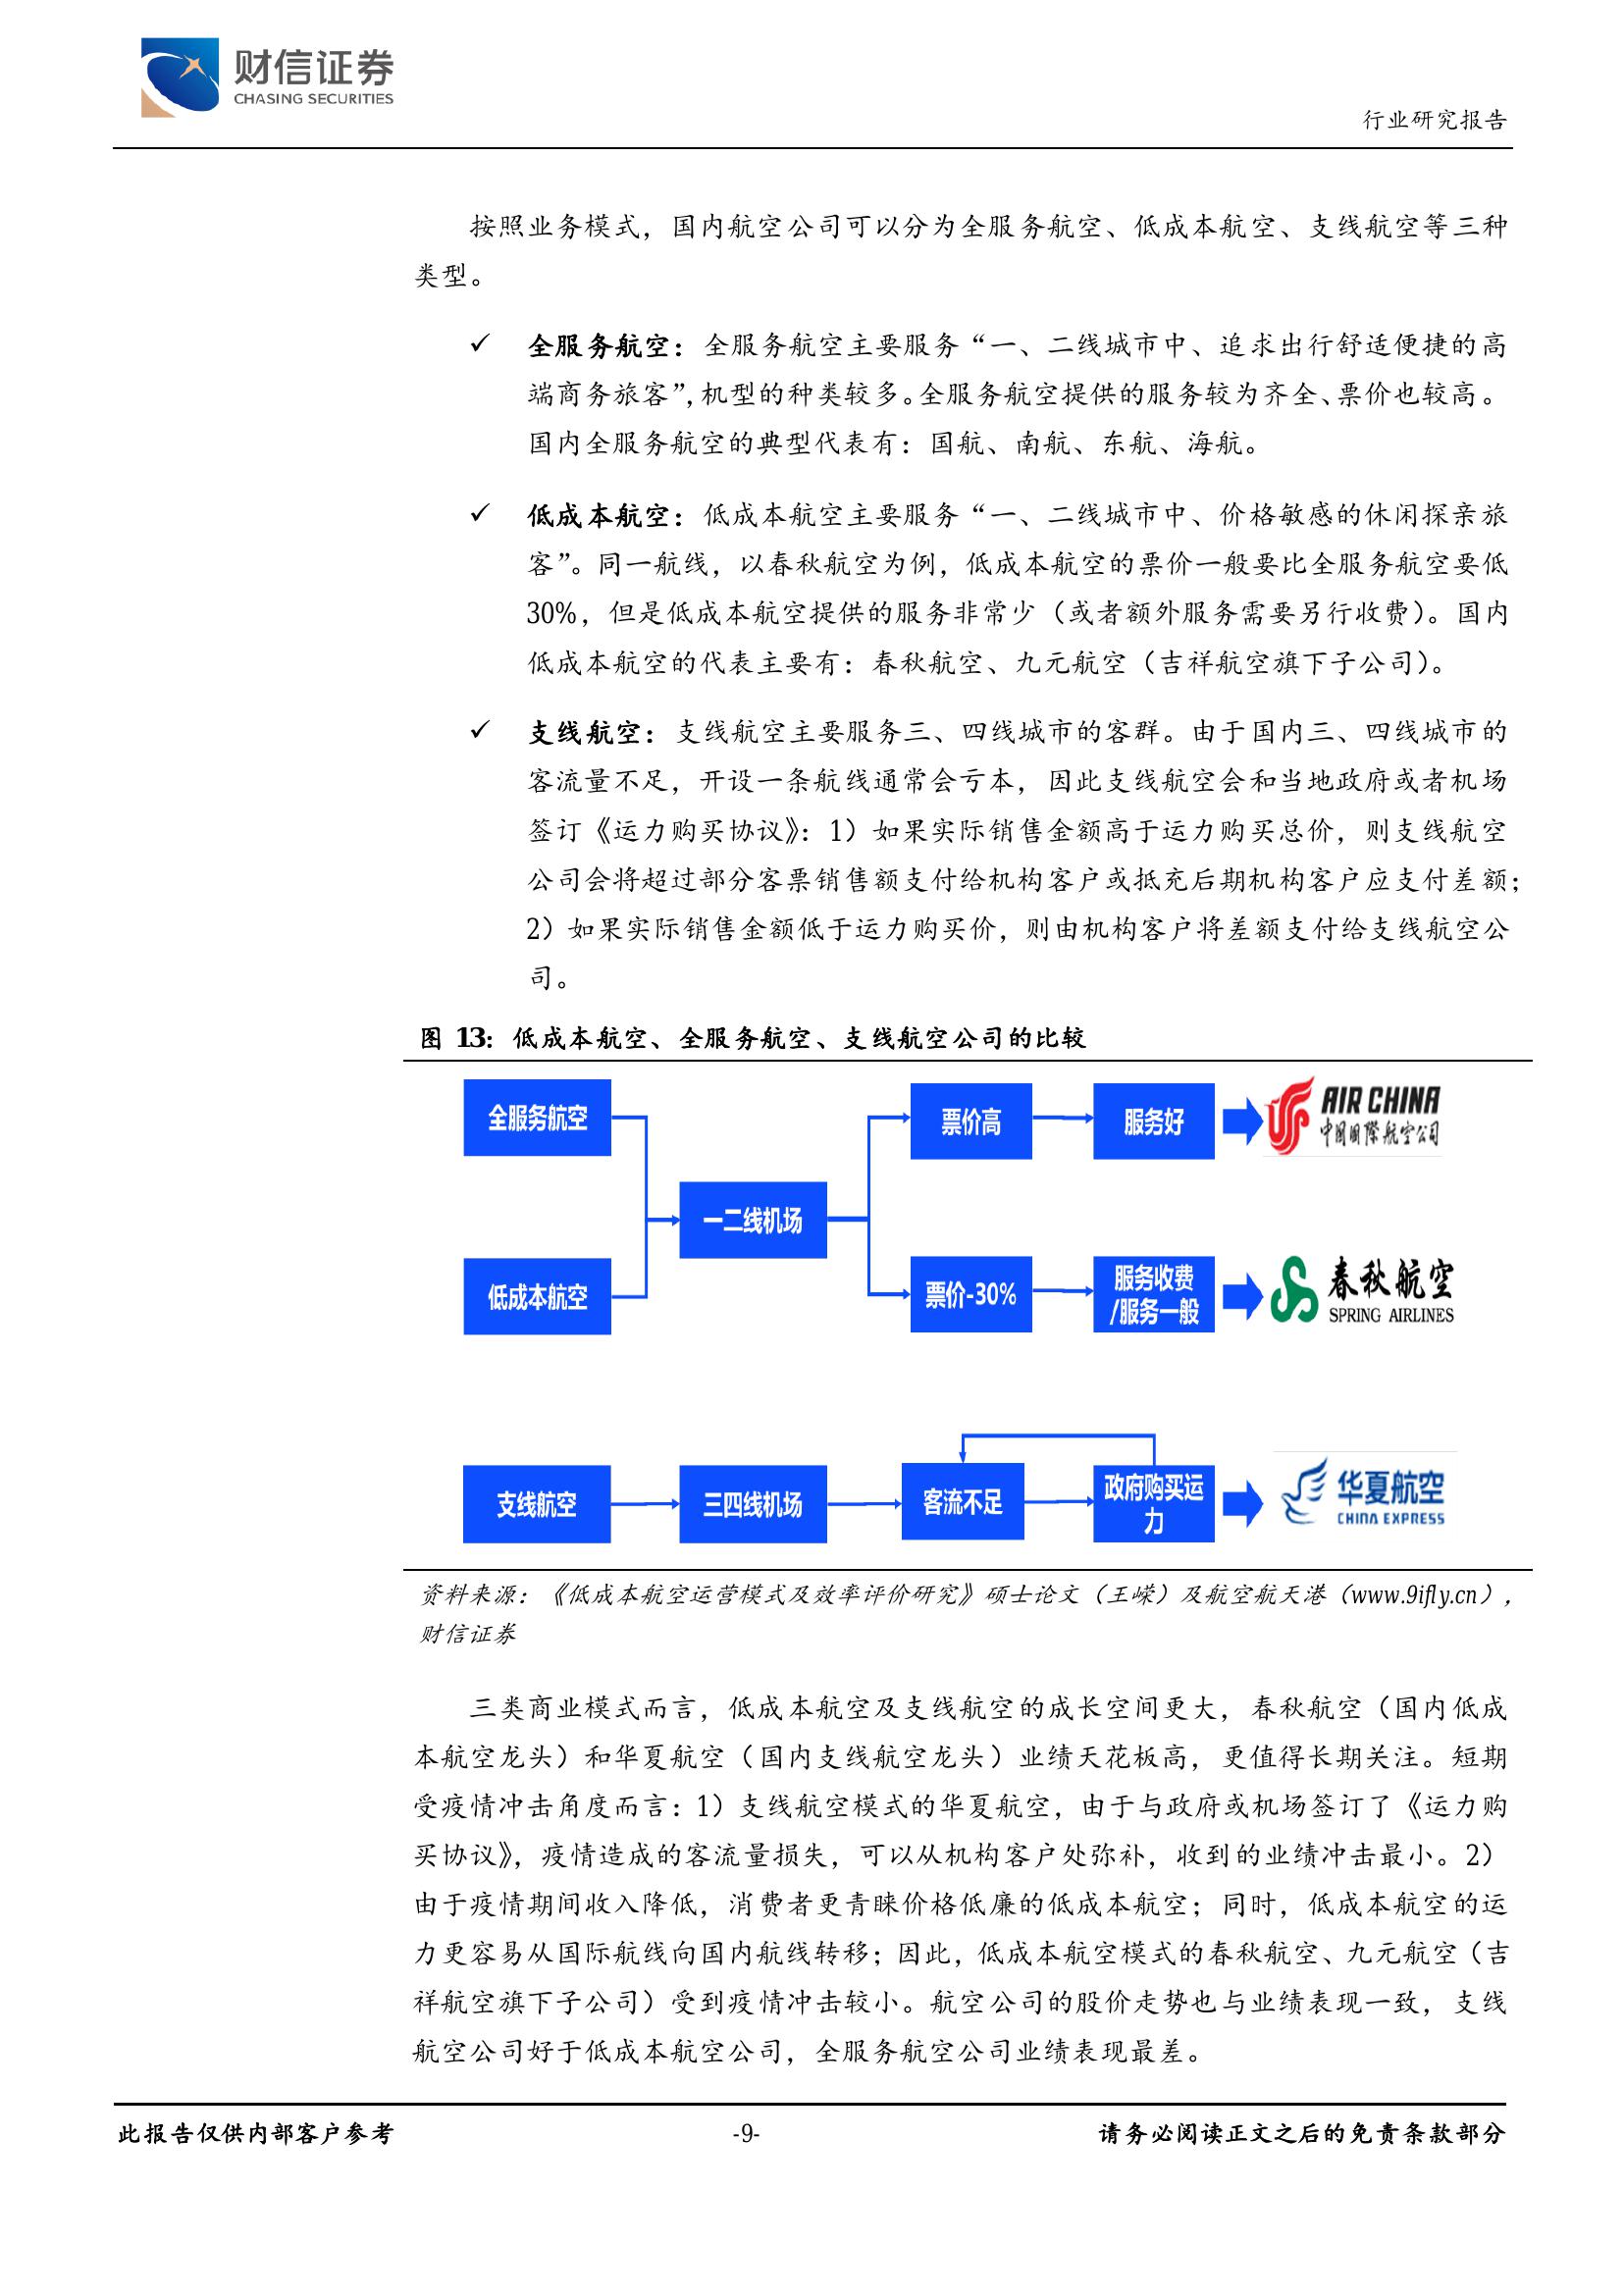 财信证券
CHASING SECURITIES
行业研究报告
按照业务模式，国内航空公司可以分为全服务航空、低成本航空、支线航空等三种
类型。
✓ 全服务航空：全服务航空主要服务“一、二线城市中、追求出行舒适便捷的高
端商务旅客”，机型的种类较多。全服务航空提供的服务较为齐全、票价也较高。
国内全服务航空的典型代表有：国航、南航、东航、海航。
✓ 低成本航空：低成本航空主要服务“一、二线城市中、价格敏感的休闲探亲旅
客”。同一航线，以春秋航空为例，低成本航空的票价一般要比全服务航空要低
30%，但是低成本航空提供的服务非常少（或者额外服务需要另行收费）。国内
低成本航空的代表主要有：春秋航空、九元航空（吉祥航空旗下子公司）。
✓ 支线航空：支线航空主要服务三、四线城市的客群。由于国内三、四线城市的
客流量不足，开设一条航线通常会亏本，因此支线航空会和当地政府或者机场
签订《运力购买协议》：1）如果实际销售金额高于运力购买总价，则支线航空
公司会将超过部分客票销售额支付给机构客户或抵充后期机构客户应支付差额；
2）如果实际销售金额低于运力购买价，则由机构客户将差额支付给支线航空公
司。
图 13：低成本航空、全服务航空、支线航空公司的比较
全服务航空
票价高
服务好
AIR CHINA
中国国际航空公司
一二线机场
低成本航空
票价-30%
服务收费
/服务一般
春秋航空
SPRING AIRLINES
支线航空
三四线机场
客流不足
政府购买运
力
华夏航空
CHINA EXPRESS
资料来源：《低成本航空运营模式及效率评价研究》硕士论文（王嵘）及航空航天港（www.9ifly.cn），
财信证券
三类商业模式而言，低成本航空及支线航空的成长空间更大，春秋航空（国内低成
本航空龙头）和华夏航空（国内支线航空龙头）业绩天花板高，更值得长期关注。短期
受疫情冲击角度而言：1）支线航空模式的华夏航空，由于与政府或机场签订了《运力购
买协议》，疫情造成的客流量损失，可以从机构客户处弥补，收到的业绩冲击最小。2）
由于疫情期间收入降低，消费者更青睐价格低廉的低成本航空；同时，低成本航空的运
力更容易从国际航线向国内航线转移；因此，低成本航空模式的春秋航空、九元航空（吉
祥航空旗下子公司）受到疫情冲击较小。航空公司的股价走势也与业绩表现一致，支线
航空公司好于低成本航空公司，全服务航空公司业绩表现最差。
此报告仅供内部客户参考
-9-
请务必阅读正文之后的免责条款部分